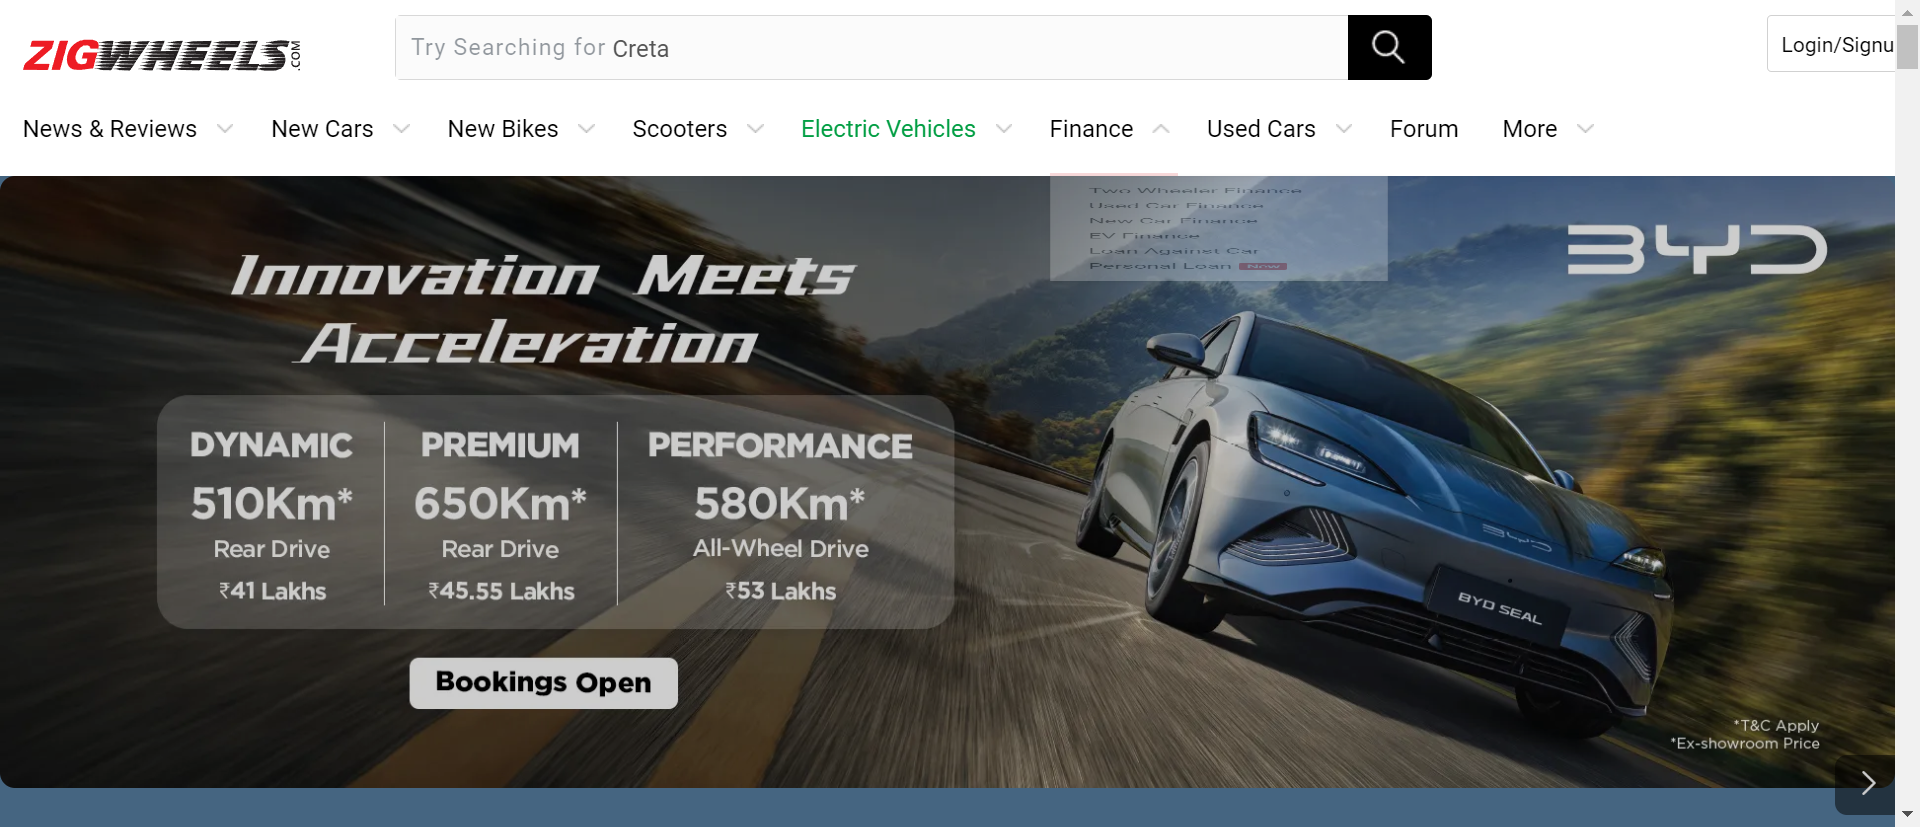 ZIGWHEELS.COM
Try Searching for Creta
Login/Signu
News & Reviews
New Cars
New Bikes
Scooters
Electric Vehicles
Finance
Used Cars
Forum
More
Two Wheeler Finance
Used Car Finance
New Car Finance
EV Finance
Loan Against Car
Personal Loan New
BYD
Innovation Meets
Acceleration
DYNAMIC
510Km*
Rear Drive
₹41 Lakhs
PREMIUM
650Km*
Rear Drive
₹45.55 Lakhs
PERFORMANCE
580Km*
All-Wheel Drive
₹53 Lakhs
Bookings Open
BYD
BYD SEAL
*T&C Apply
*Ex-showroom Price